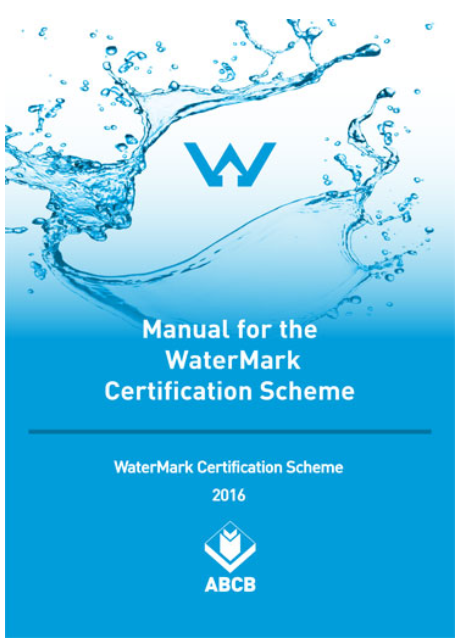 Manual for the
WaterMark
Certification Scheme
WaterMark Certification Scheme
2016
ABCB